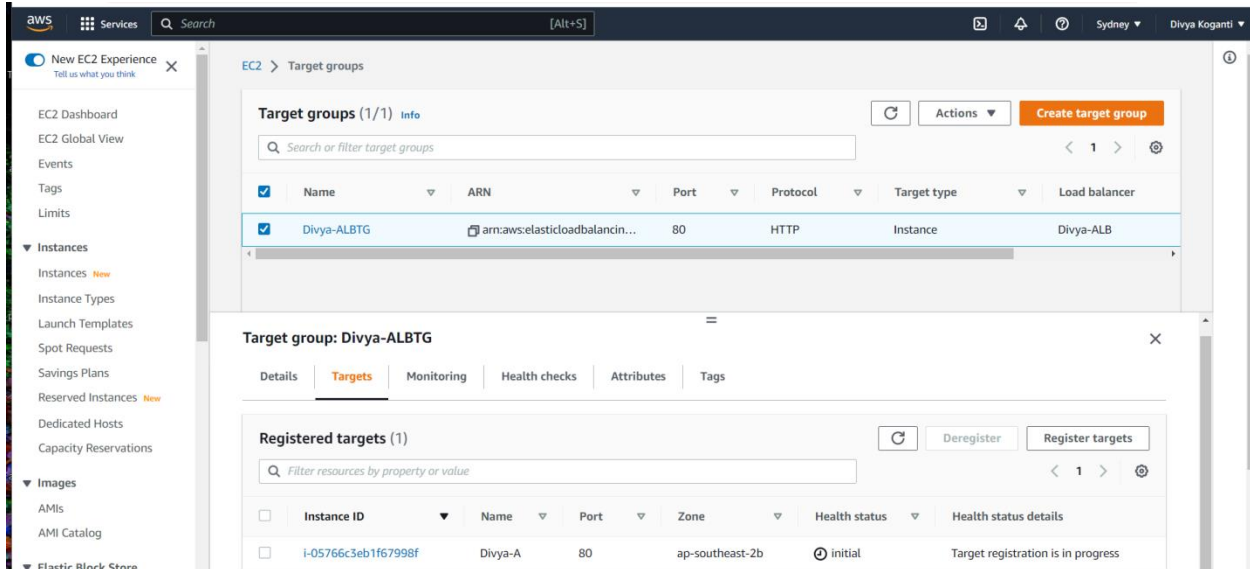 aws Services Search [Alt+S] Sydney Divya Koganti
New EC2 Experience
Tell us what you think
EC2 Dashboard
EC2 Global View
Events
Tags
Limits
Instances
Instances New
Instance Types
Launch Templates
Spot Requests
Savings Plans
Reserved Instances New
Dedicated Hosts
Capacity Reservations
Images
AMIs
AMI Catalog
Elastic Block Store
EC2 > Target groups
Target groups (1/1) Info
Actions
Create target group
Search or filter target groups
1
Name ARN Port Protocol Target type Load balancer
Divya-ALBTG arn:aws:elasticloadbalancin... 80 HTTP Instance Divya-ALB
Target group: Divya-ALBTG
Details Targets Monitoring Health checks Attributes Tags
Registered targets (1)
Deregister
Register targets
Filter resources by property or value
1
Instance ID Name Port Zone Health status Health status details
i-05766c3eb1f67998f Divya-A 80 ap-southeast-2b initial Target registration is in progress